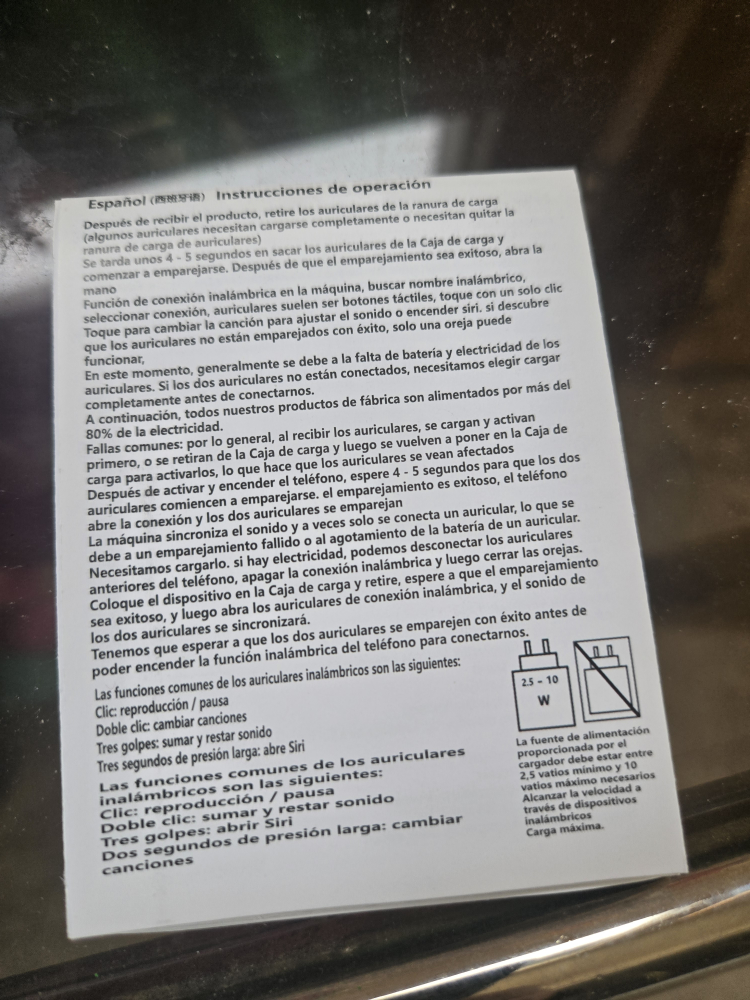 Español (西班牙语) Instrucciones de operación
Después de recibir el producto, retire los auriculares de la ranura de carga
(algunos auriculares necesitan cargarse completamente o necesitan quitar la
ranura de carga de auriculares)
Se tarda unos 4 - 5 segundos en sacar los auriculares de la Caja de carga y
comenzar a emparejarse. Después de que el emparejamiento sea exitoso, abra la
mano
Función de conexión inalámbrica en la máquina, buscar nombre inalámbrico,
seleccionar conexión, auriculares suelen ser botones táctiles, toque con un solo clic
Toque para cambiar la canción para ajustar el sonido o encender siri. si descubre
que los auriculares no están emparejados con éxito, solo una oreja puede
funcionar,
En este momento, generalmente se debe a la falta de batería y electricidad de los
auriculares. Si los dos auriculares no están conectados, necesitamos elegir cargar
completamente antes de conectarnos.
A continuación, todos nuestros productos de fábrica son alimentados por más del
80% de la electricidad.
Fallas comunes: por lo general, al recibir los auriculares, se cargan y activan
primero, o se retiran de la Caja de carga y luego se vuelven a poner en la Caja de
carga para activarlos, lo que hace que los auriculares se vean afectados
Después de activar y encender el teléfono, espere 4 - 5 segundos para que los dos
auriculares comiencen a emparejarse. el emparejamiento es exitoso, el teléfono
abre la conexión y los dos auriculares se emparejan
La máquina sincroniza el sonido y a veces solo se conecta un auricular, lo que se
debe a un emparejamiento fallido o al agotamiento de la batería de un auricular.
Necesitamos cargarlo. si hay electricidad, podemos desconectar los auriculares
anteriores del teléfono, apagar la conexión inalámbrica y luego cerrar las orejas.
Coloque el dispositivo en la Caja de carga y retire, espere a que el emparejamiento
sea exitoso, y luego abra los auriculares de conexión inalámbrica, y el sonido de
los dos auriculares se sincronizará.
Tenemos que esperar a que los dos auriculares se emparejen con éxito antes de
poder encender la función inalámbrica del teléfono para conectarnos.
Las funciones comunes de los auriculares inalámbricos son las siguientes:
Clic: reproducción / pausa
Doble clic: cambiar canciones
Tres golpes: sumar y restar sonido
Tres segundos de presión larga: abre Siri
Las funciones comunes de los auriculares
inalámbricos son las siguientes:
Clic: reproducción / pausa
Doble clic: sumar y restar sonido
Tres golpes: abrir Siri
Dos segundos de presión larga: cambiar
canciones
2.5 - 10
W
La fuente de alimentación
proporcionada por el
cargador debe estar entre
2,5 vatios mínimo y 10
vatios máximo necesarios
Alcanzar la velocidad a
través de dispositivos
inalámbricos
Carga máxima.